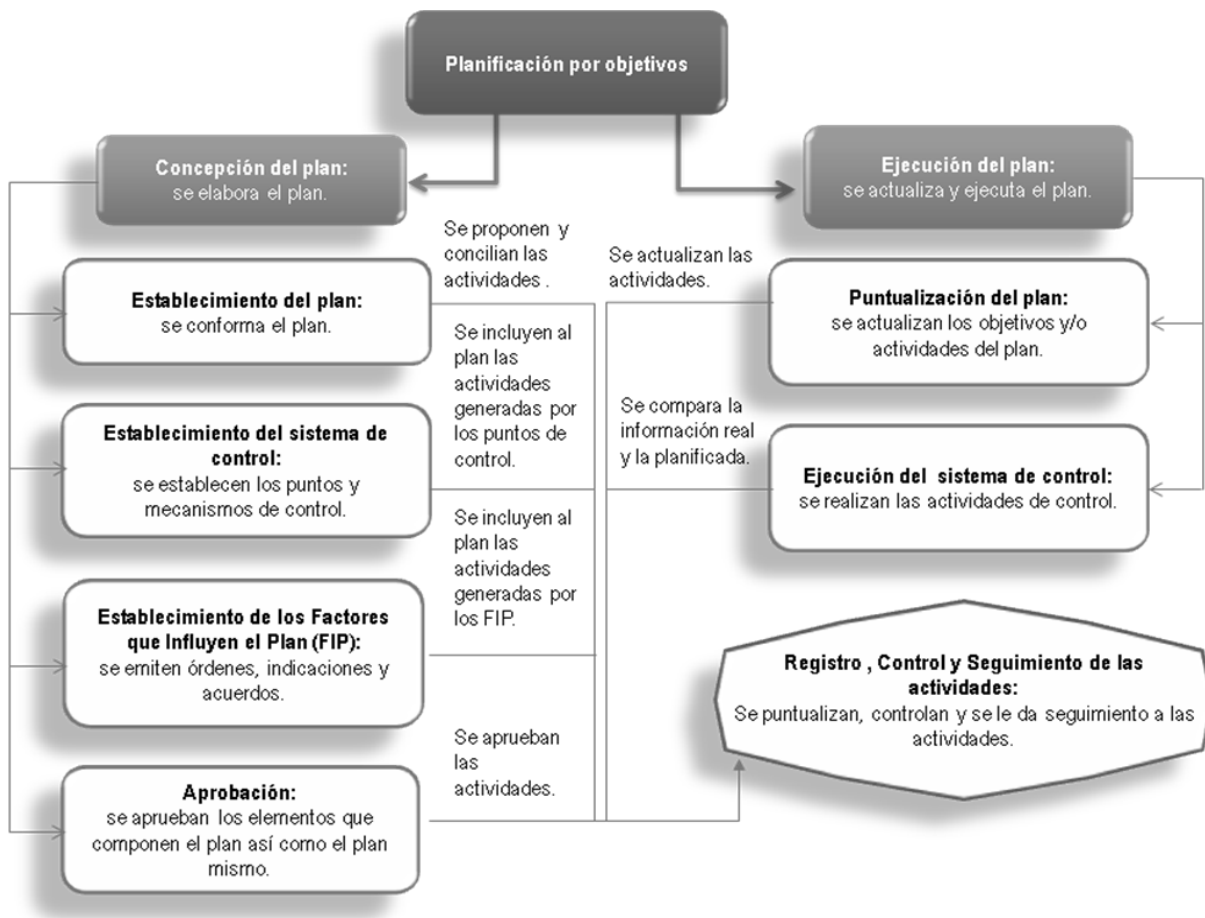 Planificación por objetivos
Concepción del plan:
se elabora el plan.
Ejecución del plan:
se actualiza y ejecuta el plan.
Se proponen y
concilian las
actividades .
Se actualizan las
actividades.
Establecimiento del plan:
se conforma el plan.
Puntualización del plan:
se actualizan los objetivos y/o
actividades del plan.
Se incluyen al
plan las
actividades
generadas por
los puntos de
control.
Se compara la
información real
y la planificada.
Establecimiento del sistema de
control:
se establecen los puntos y
mecanismos de control.
Ejecución del sistema de control:
se realizan las actividades de control.
Se incluyen al
plan las
actividades
generadas por
los FIP.
Establecimiento de los Factores
que Influyen el Plan (FIP):
se emiten órdenes, indicaciones y
acuerdos.
Registro , Control y Seguimiento de las
actividades:
Se puntualizan, controlan y se le da seguimiento a las
actividades.
Se aprueban
las
actividades.
Aprobación:
se aprueban los elementos que
componen el plan así como el plan
mismo.